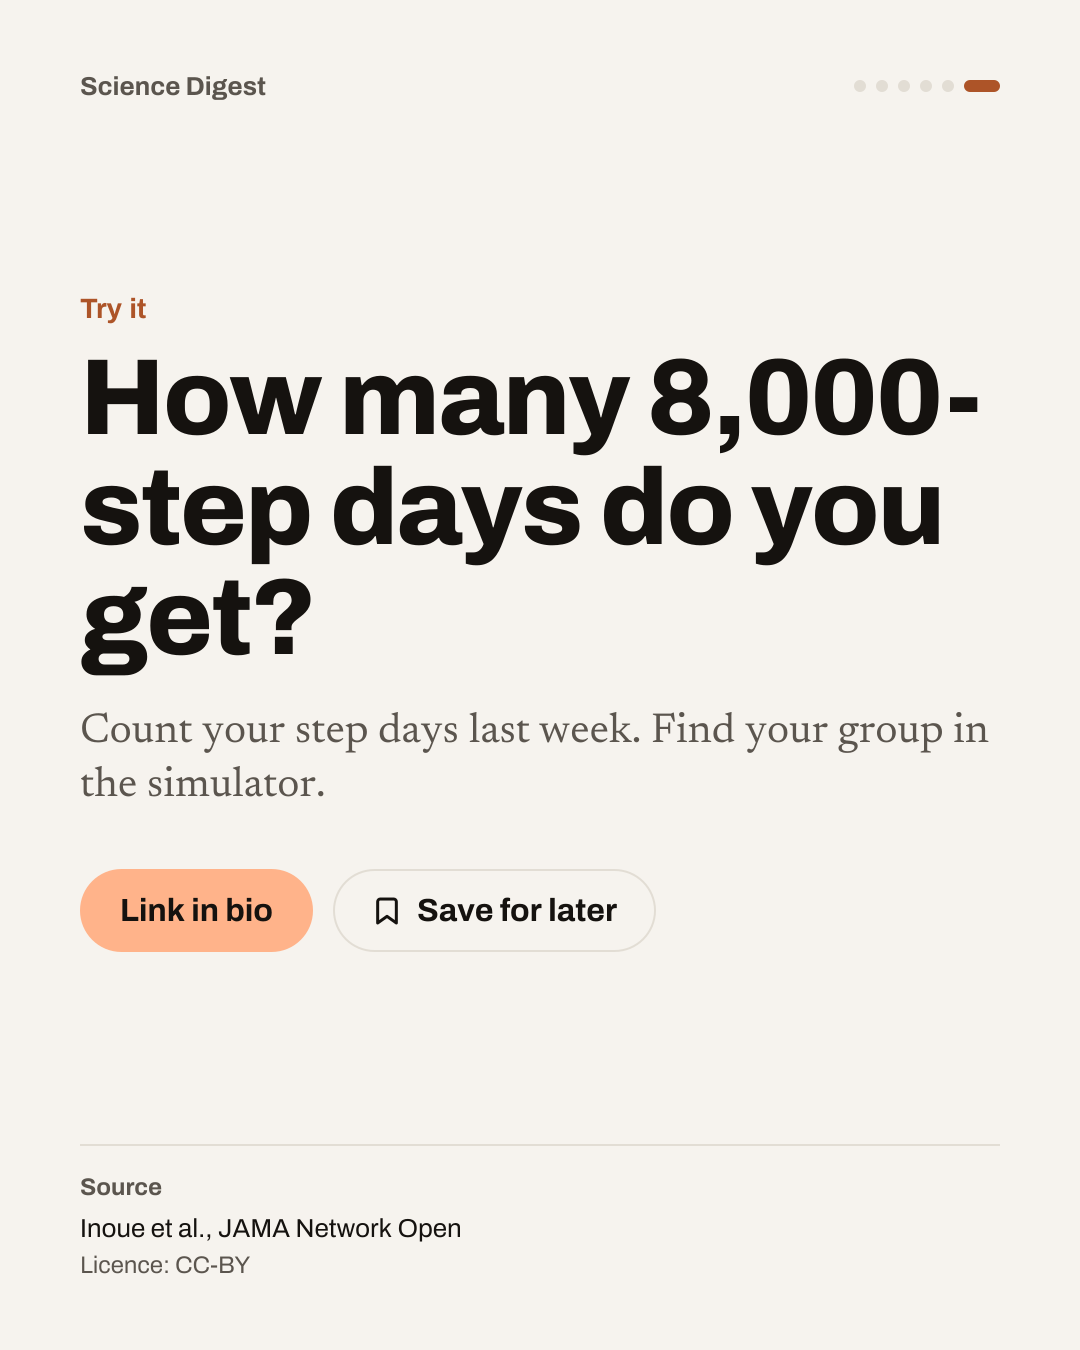 Science Digest
Try it
How many 8,000-
step days do you
get?
Count your step days last week. Find your group in
the simulator.
Link in bio
Save for later
Source
Inoue et al., JAMA Network Open
Licence: CC-BY